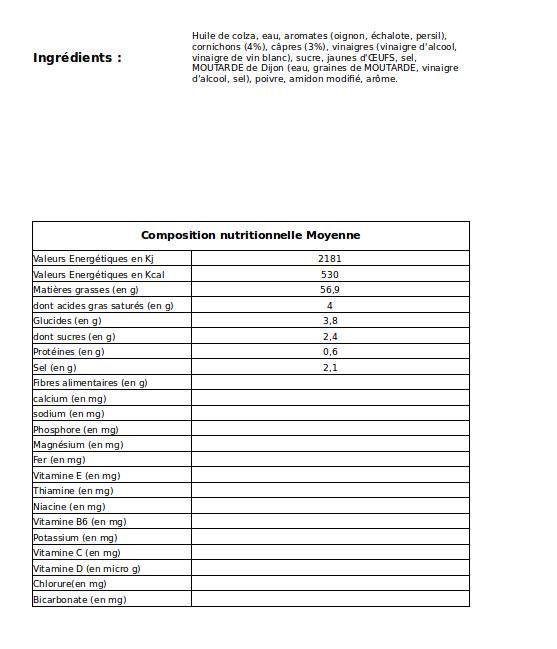 Ingrédients :
Huile de colza, eau, aromates (oignon, échalote, persil),
cornichons (4%), câpres (3%), vinaigres (vinaigre d'alcool,
vinaigre de vin blanc), sucre, jaunes d'ŒUFS, sel,
MOUTARDE de Dijon (eau, graines de MOUTARDE, vinaigre
d'alcool, sel), poivre, amidon modifié, arôme.
Composition nutritionnelle Moyenne
Valeurs Energétiques en Kj 2181
Valeurs Energétiques en Kcal 530
Matières grasses (en g) 56,9
dont acides gras saturés (en g) 4
Glucides (en g) 3,8
dont sucres (en g) 2,4
Protéines (en g) 0,6
Sel (en g) 2,1
Fibres alimentaires (en g)
calcium (en mg)
sodium (en mg)
Phosphore (en mg)
Magnésium (en mg)
Fer (en mg)
Vitamine E (en mg)
Thiamine (en mg)
Niacine (en mg)
Vitamine B6 (en mg)
Potassium (en mg)
Vitamine C (en mg)
Vitamine D (en micro g)
Chlorure(en mg)
Bicarbonate (en mg)